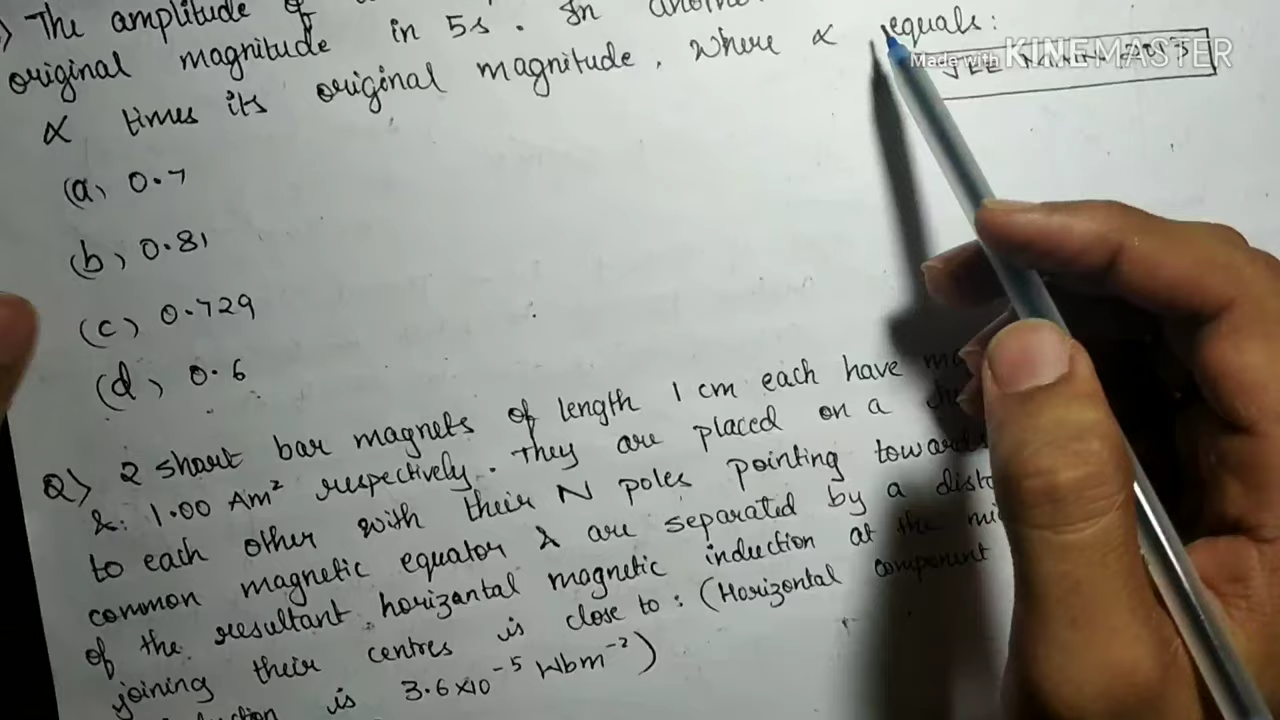 ) The amplitude of
original magnitude in 5s. In
α times its original magnitude, where α equals:
Made with KINEMASTER
(a) 0.7
(b) 0.81
(c) 0.729
(d) 0.6
Q) 2 short bar magnets of length 1 cm each have
&: 1.00 Am² respectively. They are placed on a
to each other with their N poles pointing
common magnetic equator & are separated by a
of the resultant horizantal magnetic induction at the
joining their centres is close to: (Horizontal component
is 3.6×10⁻⁵ Wbm⁻²)